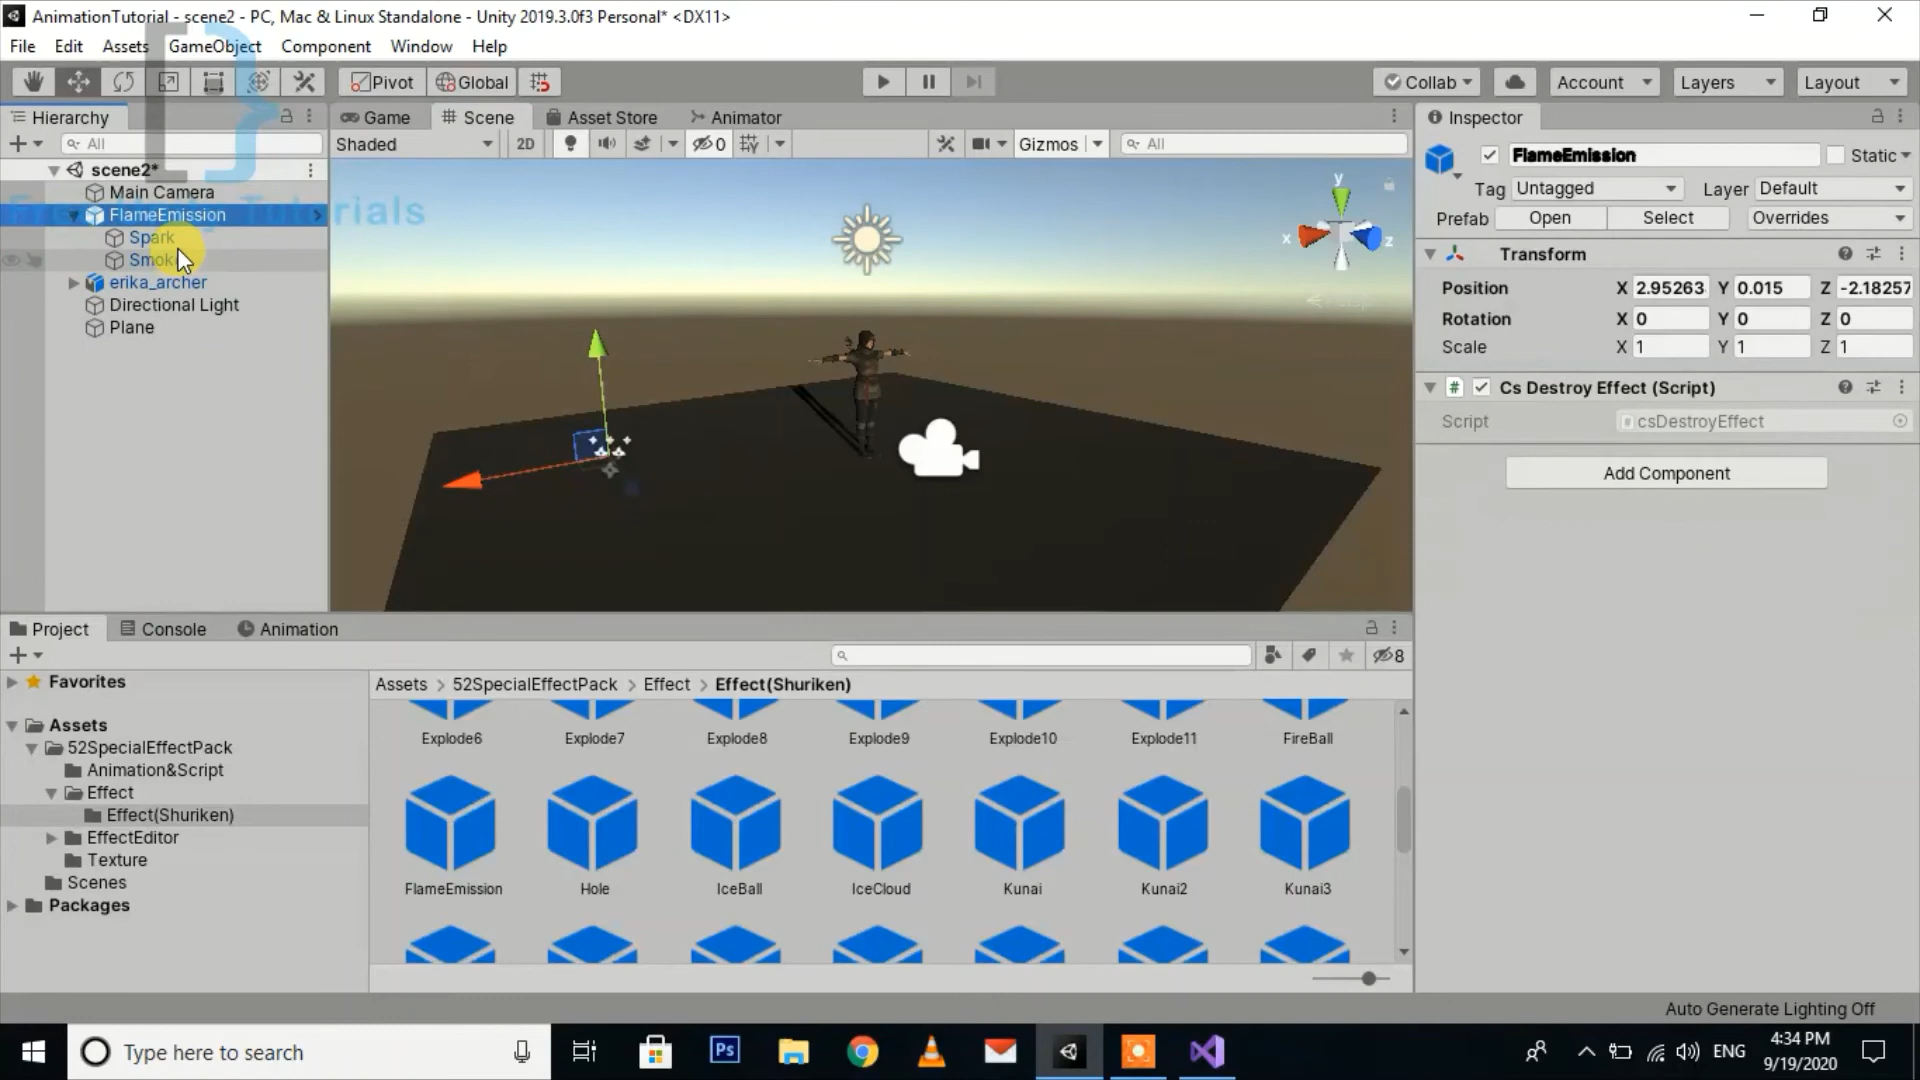 AnimationTutorial - scene2 - PC, Mac & Linux Standalone - Unity 2019.3.0f3 Personal* <DX11>
File Edit Assets GameObject Component Window Help
Pivot Global Collab Account Layers Layout
Hierarchy Game Scene Asset Store Animator Inspector
All Shaded 2D 0 Gizmos All
FlameEmission Static
scene2*
Main Camera
Tag Untagged Layer Default
FlameEmission
Prefab Open Select Overrides
Tutorials
Spark
Smoke
Transform
erika_archer
Position X 2.95263 Y 0.015 Z -2.18257
Directional Light
Rotation X 0 Y 0 Z 0
Plane
Scale X 1 Y 1 Z 1
y
x z
Cs Destroy Effect (Script)
Script csDestroyEffect
Add Component
Project Console Animation
8
Favorites
Assets > 52SpecialEffectPack > Effect > Effect(Shuriken)
Assets
52SpecialEffectPack
Animation&Script
Effect
Effect(Shuriken)
EffectEditor
Texture
Scenes
Packages
Explode6 Explode7 Explode8 Explode9 Explode10 Explode11 FireBall
FlameEmission Hole IceBall IceCloud Kunai Kunai2 Kunai3
Auto Generate Lighting Off
Type here to search
Ps
ENG
4:34 PM
9/19/2020